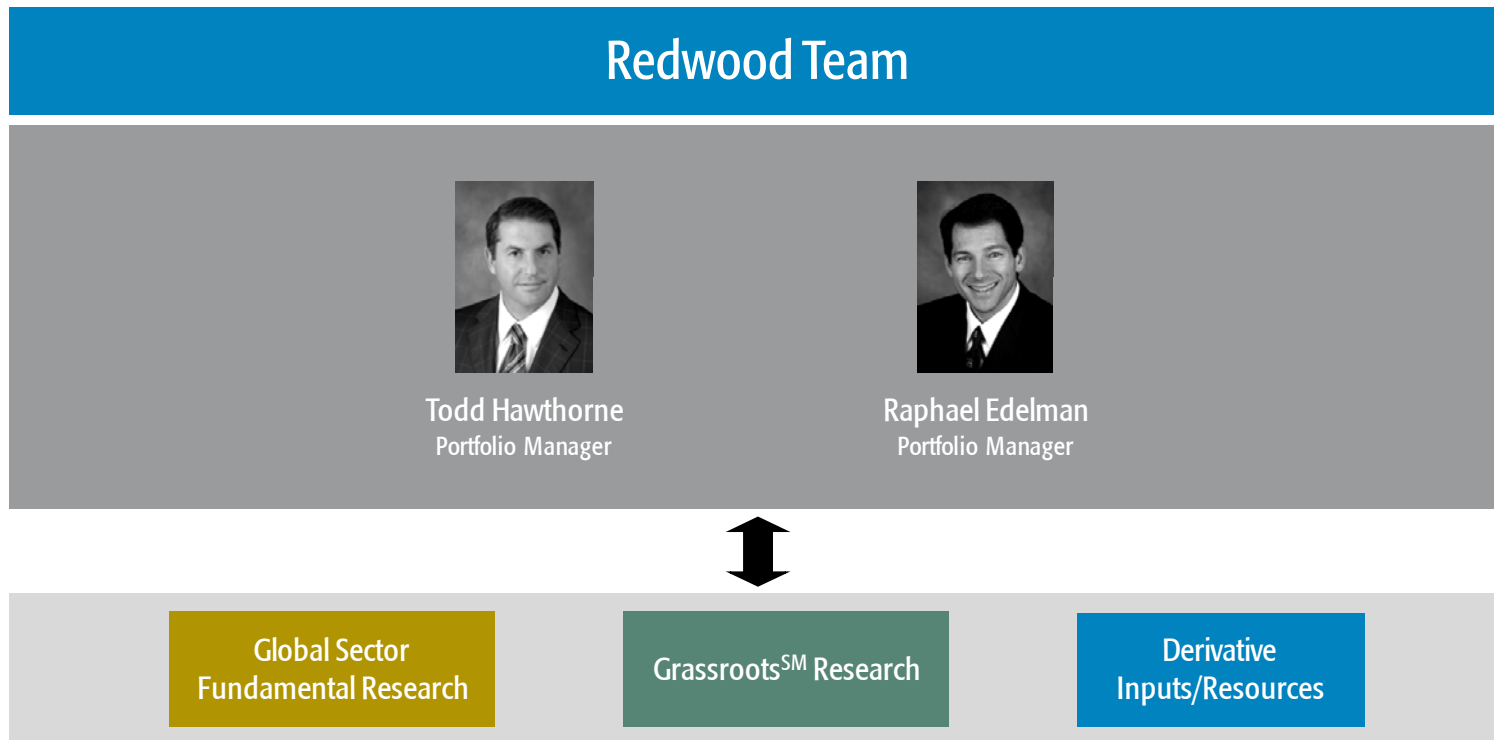 Redwood Team
Todd Hawthorne
Portfolio Manager
Raphael Edelman
Portfolio Manager
Global Sector
Fundamental Research
Grassroots℠ Research
Derivative
Inputs/Resources